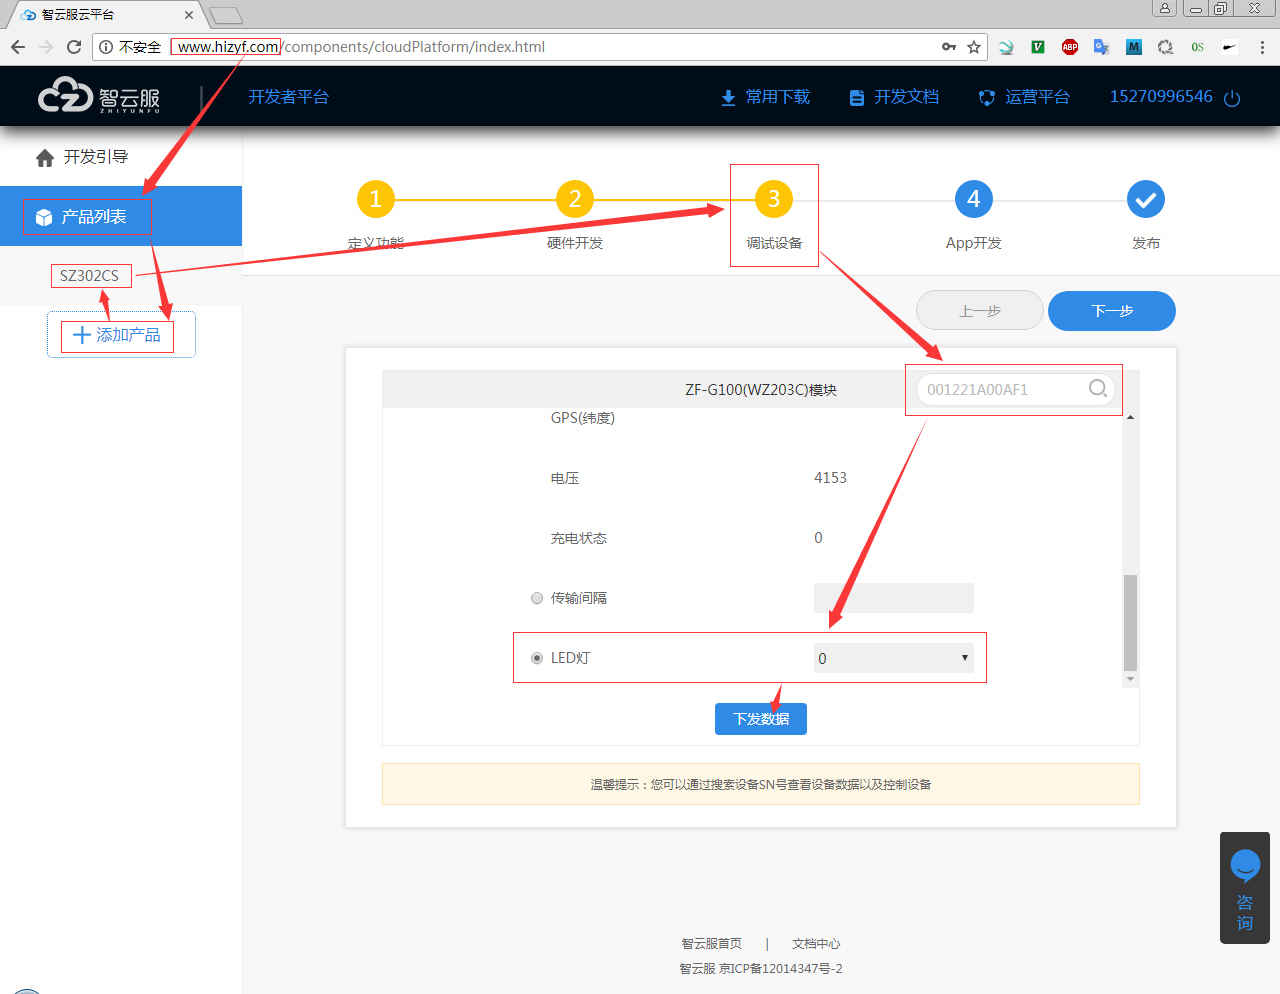 智云服云平台
不安全 www.hizyf.com/components/cloudPlatform/index.html
智云服
ZHIYUNFU
开发者平台
常用下载
开发文档
运营平台
15270996546
开发引导
产品列表
SZ302CS
添加产品
1
2
3
4
定义功能
硬件开发
调试设备
App开发
发布
上一步
下一步
ZF-G100(WZ203C)模块
001221A00AF1
GPS(纬度)
电压
4153
充电状态
0
传输间隔
LED灯
0
下发数据
温馨提示：您可以通过搜索设备SN号查看设备数据以及控制设备
咨询
智云服首页 | 文档中心
智云服 京ICP备12014347号-2